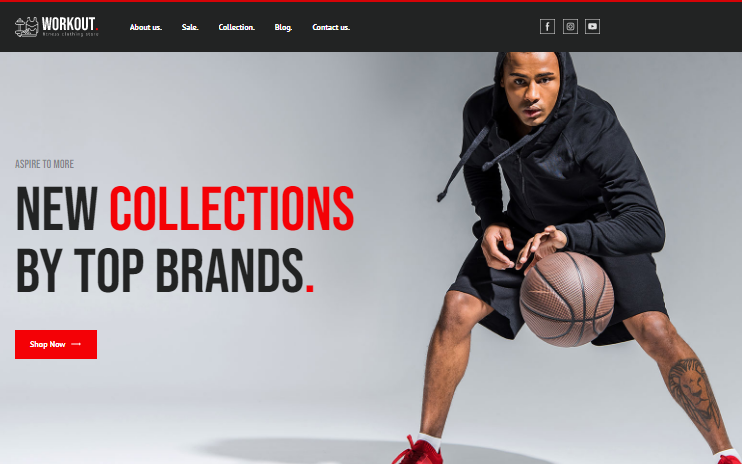 WORKOUT.
fitness clothing store
About us.
Sale.
Collection.
Blog.
Contact us.
ASPIRE TO MORE
NEW COLLECTIONS
BY TOP BRANDS.
Shop Now